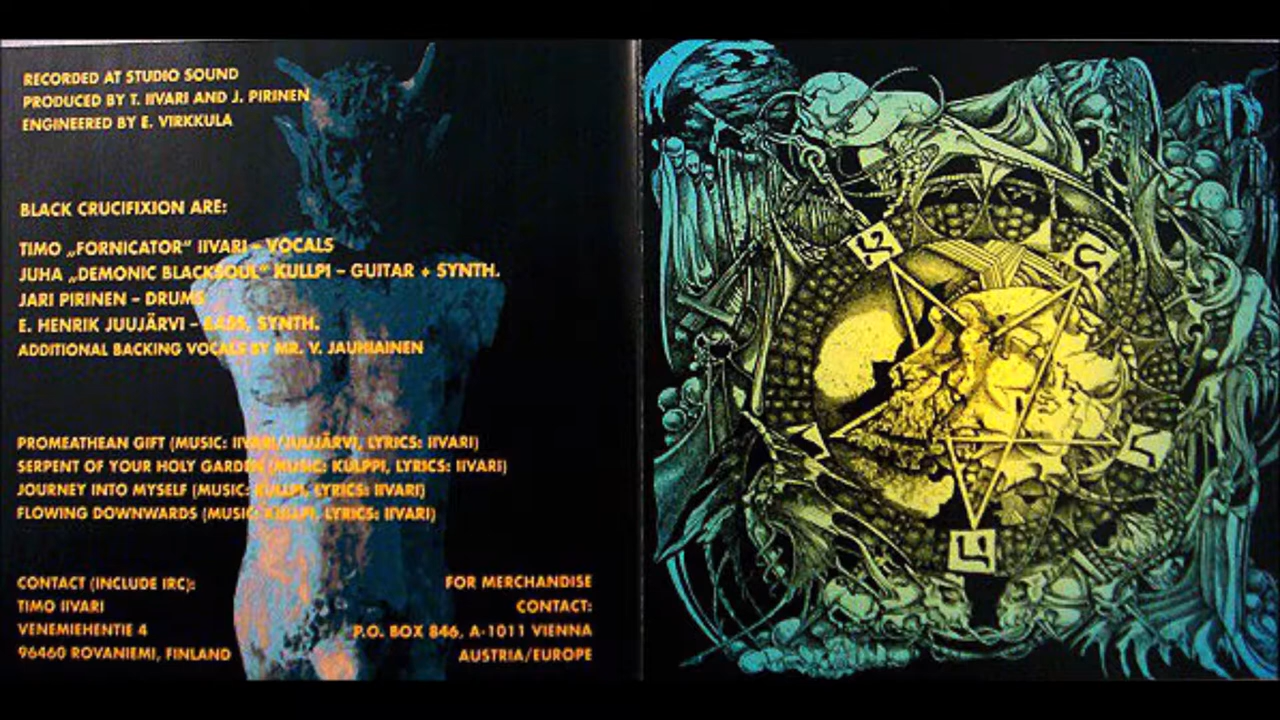 RECORDED AT STUDIO SOUND
PRODUCED BY T. IIVARI AND J. PIRINEN
ENGINEERED BY E. VIRKKULA
BLACK CRUCIFIXION ARE:
TIMO „FORNICATOR" IIVARI – VOCALS
JUHA „DEMONIC BLACKSOUL" KULLPI – GUITAR + SYNTH.
JARI PIRINEN – DRUMS
E. HENRIK JUUJÄRVI – BASS, SYNTH.
ADDITIONAL BACKING VOCALS BY MR. V. JAUHIAINEN
PROMEATHEAN GIFT (MUSIC: IIVARI/JUUJÄRVI, LYRICS: IIVARI)
SERPENT OF YOUR HOLY GARDEN (MUSIC: KULPPI, LYRICS: IIVARI)
JOURNEY INTO MYSELF (MUSIC: KULLPI, LYRICS: IIVARI)
FLOWING DOWNWARDS (MUSIC: KULLPI, LYRICS: IIVARI)
CONTACT (INCLUDE IRC):
TIMO IIVARI
VENEMIEHENTIE 4
96460 ROVANIEMI, FINLAND
FOR MERCHANDISE
CONTACT:
P.O. BOX 846, A-1011 VIENNA
AUSTRIA/EUROPE